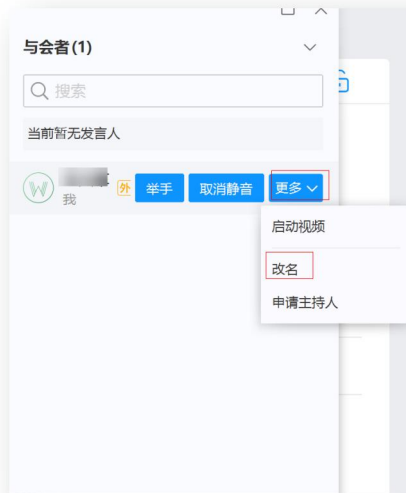 与会者(1)
搜索
当前暂无发言人
外 举手 取消静音 更多
我
启动视频
改名
申请主持人